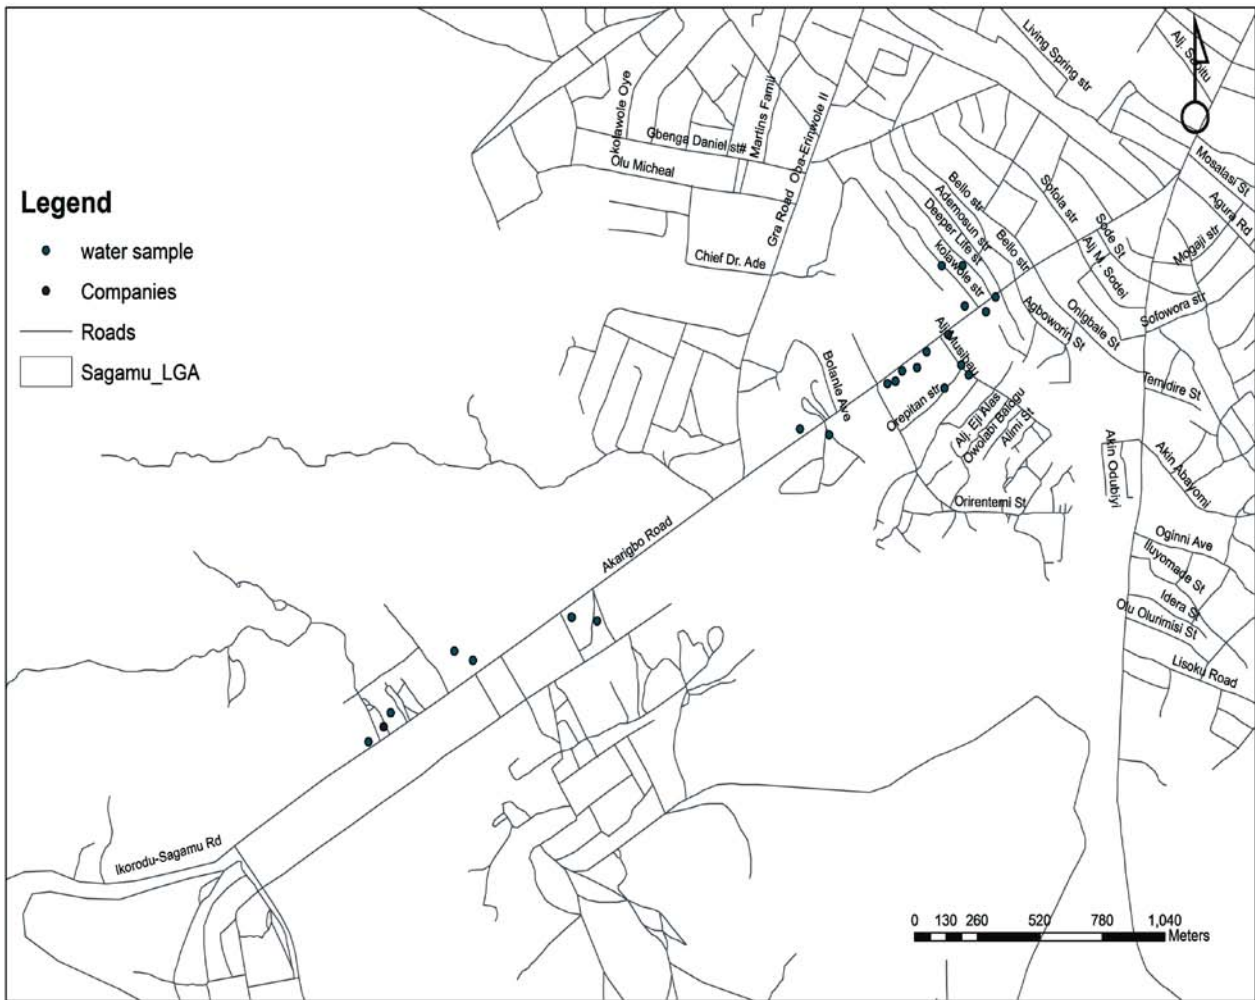 Living Spring str
Alj. Sabitu
kolawole Oye
Gbenga Daniel st#
Martins Famil
Olu Micheal
Gra Road Oba-Erinwole II
Chief Dr. Ade
Mosalasi St
Agura Rd
Mogaji str
Bello str
Ademosun str
Deeper Life st
kolawole str
Sofola str
Sode St
Bello str
Alj M. Sodei
Sofowora str
Agboworin St
Onigbale St
Temidire St
Legend
water sample
Companies
Roads
Sagamu_LGA
Alj Musibau
Bolanle Ave
Orepitan str
Alj. Eji Alas
Owolabi Balogu
Alimi St
Orirentemi St
Akin Odubiyi
Akin Abayomi
Oginni Ave
Iluyomade St
Idera St
Olu Olurimisi St
Lisoku Road
Akarigbo Road
Ikorodu-Sagamu Rd
0 130 260 520 780 1,040
Meters